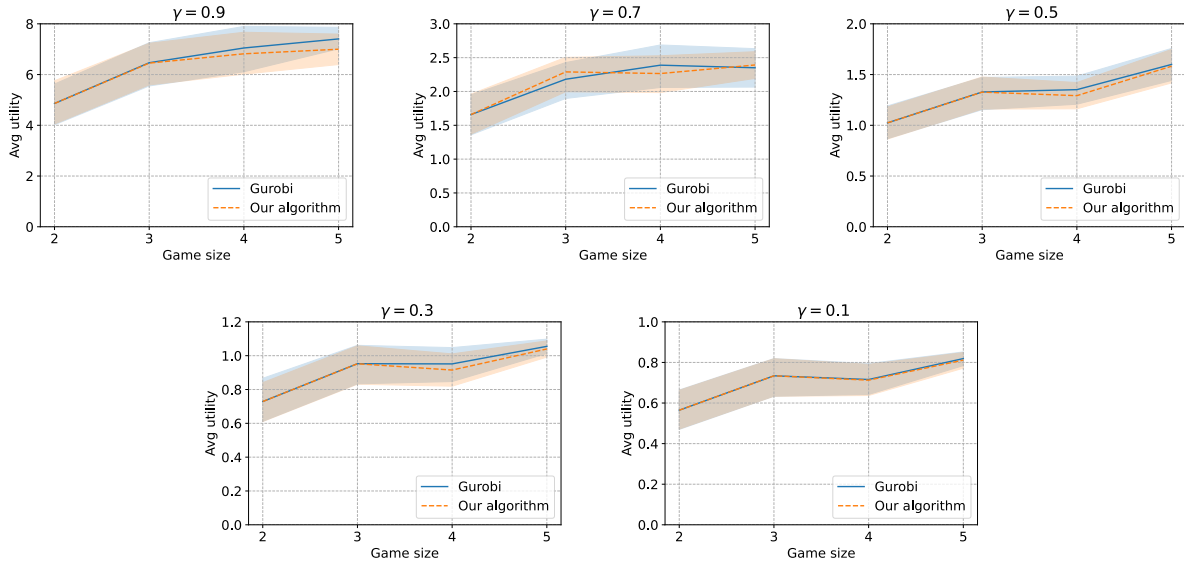 γ = 0.9
8
6
4
2
0
Avg utility
2 3 4 5
Game size
Gurobi
Our algorithm
γ = 0.7
3.0
2.5
2.0
1.5
1.0
0.5
0.0
Avg utility
2 3 4 5
Game size
Gurobi
Our algorithm
γ = 0.5
2.0
1.5
1.0
0.5
0.0
Avg utility
2 3 4 5
Game size
Gurobi
Our algorithm
γ = 0.3
1.2
1.0
0.8
0.6
0.4
0.2
0.0
Avg utility
2 3 4 5
Game size
Gurobi
Our algorithm
γ = 0.1
1.0
0.8
0.6
0.4
0.2
0.0
Avg utility
2 3 4 5
Game size
Gurobi
Our algorithm